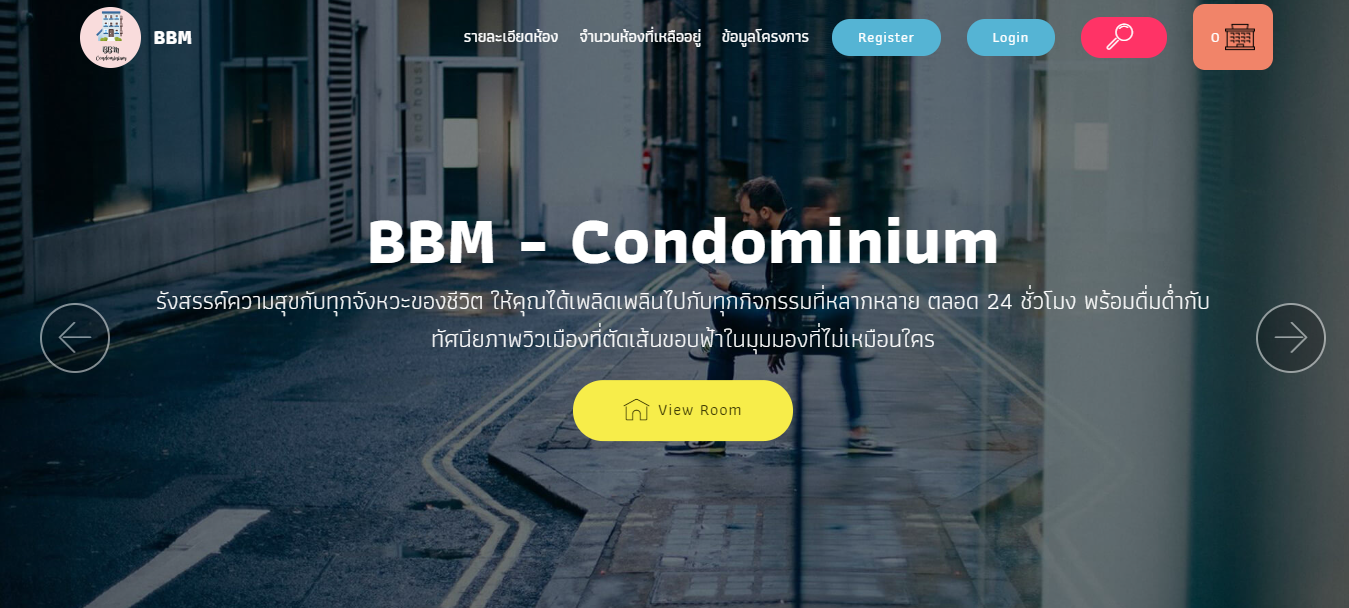 BBM
Condominium
BBM
รายละเอียดห้อง
จำนวนห้องที่เหลืออยู่
ข้อมูลโครงการ
Register
Login
0
BBM - Condominium
รังสรรค์ความสุขกับทุกจังหวะของชีวิต ให้คุณได้เพลิดเพลินไปกับทุกกิจกรรมที่หลากหลาย ตลอด 24 ชั่วโมง พร้อมดื่มด่ำกับ
ทัศนียภาพวิวเมืองที่ตัดเส้นขอบฟ้าในมุมมองที่ไม่เหมือนใคร
View Room